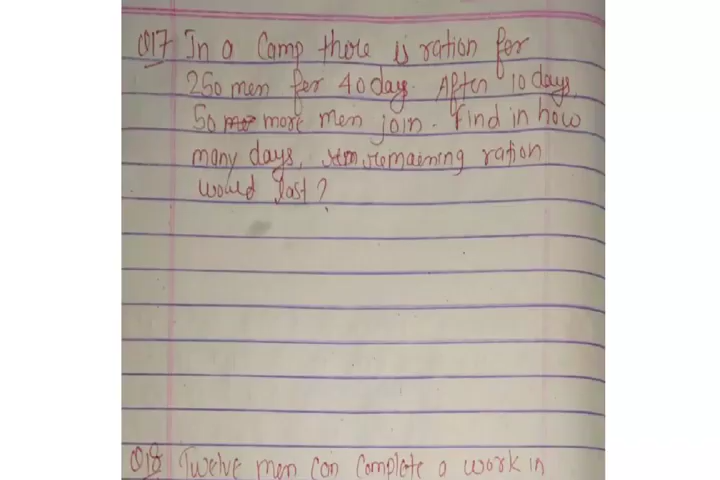 Q17 In a Camp there is ration for
250 men for 40 day. After 10 days,
50 more men join. Find in how
many days, remaining ration
would last?
Q18 Twelve men can complete a work in